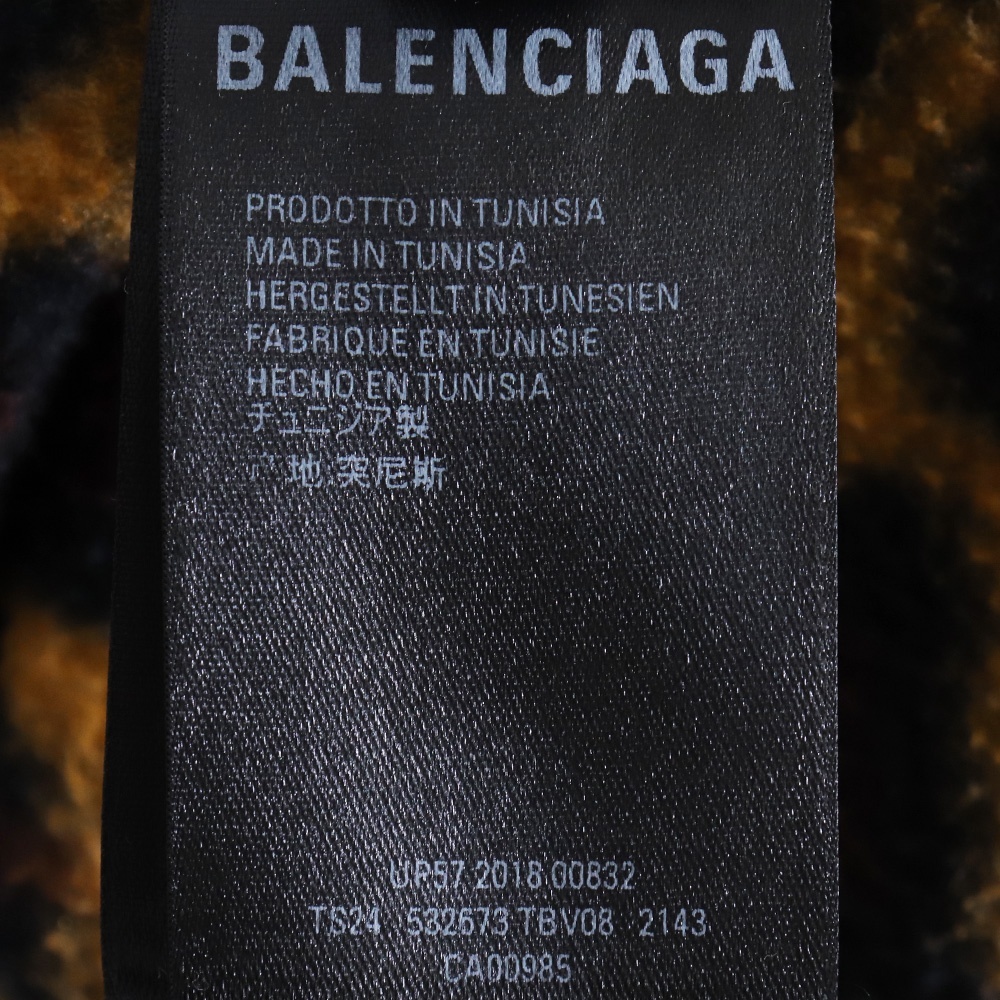 BALENCIAGA
PRODOTTO IN TUNISIA
MADE IN TUNISIA
HERGESTELLT IN TUNESIEN
FABRIQUE EN TUNISIE
HECHO EN TUNISIA
チュニジア製
产地:突尼斯
UP57 2018 00832
TS24 532673 TBV08 2143
CA00985